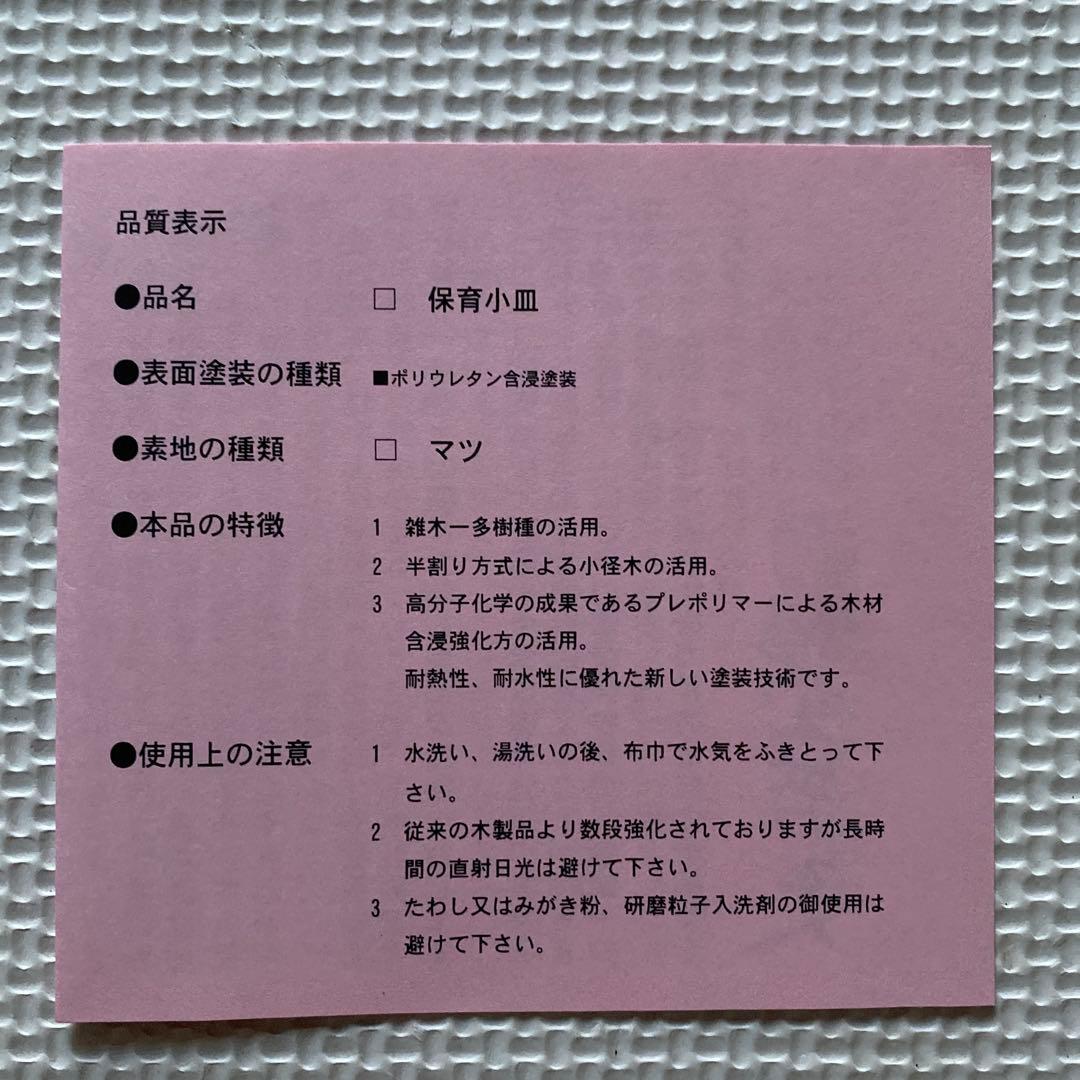 品質表示
●品名 □ 保育小皿
●表面塗装の種類 ■ポリウレタン含浸塗装
●素地の種類 □ マツ
●本品の特徴 1 雑木一多樹種の活用。
2 半割り方式による小径木の活用。
3 高分子化学の成果であるプレポリマーによる木材
含浸強化方の活用。
耐熱性、耐水性に優れた新しい塗装技術です。
●使用上の注意 1 水洗い、湯洗いの後、布巾で水気をふきとって下
さい。
2 従来の木製品より数段強化されておりますが長時
間の直射日光は避けて下さい。
3 たわし又はみがき粉、研磨粒子入洗剤の御使用は
避けて下さい。